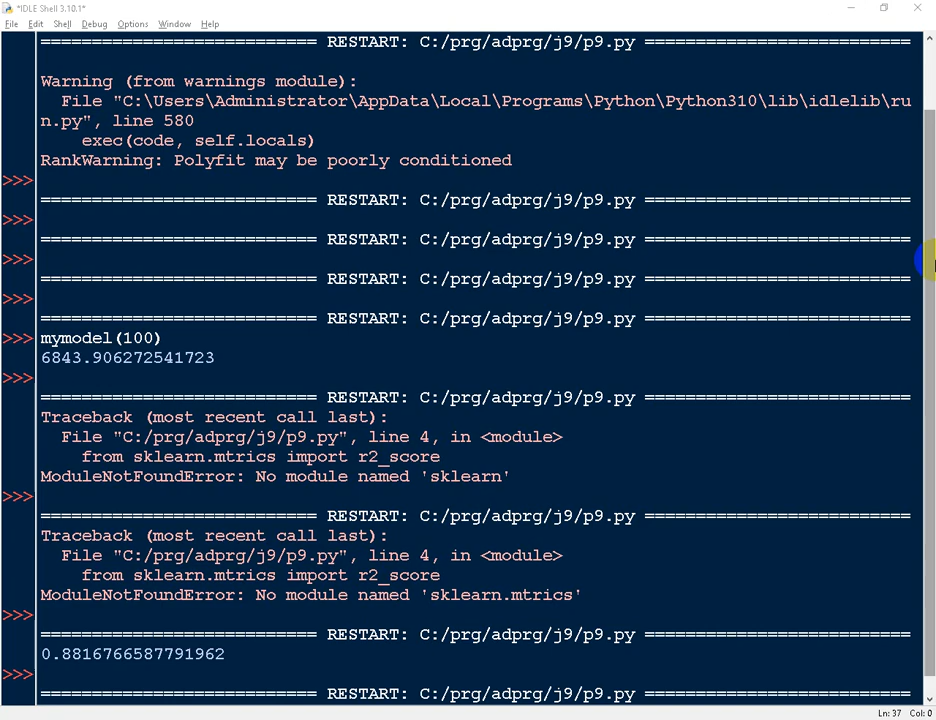 *IDLE Shell 3.10.1*
File Edit Shell Debug Options Window Help
============================ RESTART: C:/prg/adprg/j9/p9.py ===========================
Warning (from warnings module):
File "C:\Users\Administrator\AppData\Local\Programs\Python\Python310\lib\idlelib\ru
n.py", line 580
exec(code, self.locals)
RankWarning: Polyfit may be poorly conditioned
>>>
============================ RESTART: C:/prg/adprg/j9/p9.py ===========================
>>>
============================ RESTART: C:/prg/adprg/j9/p9.py ===========================
>>>
============================ RESTART: C:/prg/adprg/j9/p9.py ===========================
>>>
============================ RESTART: C:/prg/adprg/j9/p9.py ===========================
>>> mymodel(100)
6843.906272541723
>>>
============================ RESTART: C:/prg/adprg/j9/p9.py ===========================
Traceback (most recent call last):
File "C:/prg/adprg/j9/p9.py", line 4, in <module>
from sklearn.mtrics import r2_score
ModuleNotFoundError: No module named 'sklearn'
>>>
============================ RESTART: C:/prg/adprg/j9/p9.py ===========================
Traceback (most recent call last):
File "C:/prg/adprg/j9/p9.py", line 4, in <module>
from sklearn.mtrics import r2_score
ModuleNotFoundError: No module named 'sklearn.mtrics'
>>>
============================ RESTART: C:/prg/adprg/j9/p9.py ===========================
0.8816766587791962
>>>
============================ RESTART: C:/prg/adprg/j9/p9.py ===========================
Ln: 37 Col: 0